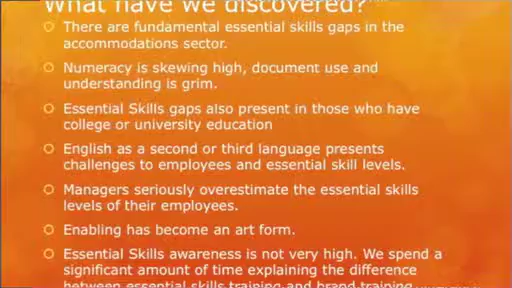 What have we discovered?
There are fundamental essential skills gaps in the
accommodations sector.
Numeracy is skewing high, document use and
understanding is grim.
Essential Skills gaps also present in those who have
college or university education
English as a second or third language presents
challenges to employees and essential skill levels.
Managers seriously overestimate the essential skills
levels of their employees.
Enabling has become an art form.
Essential Skills awareness is not very high. We spend a
significant amount of time explaining the difference
between essential skills training and brand training